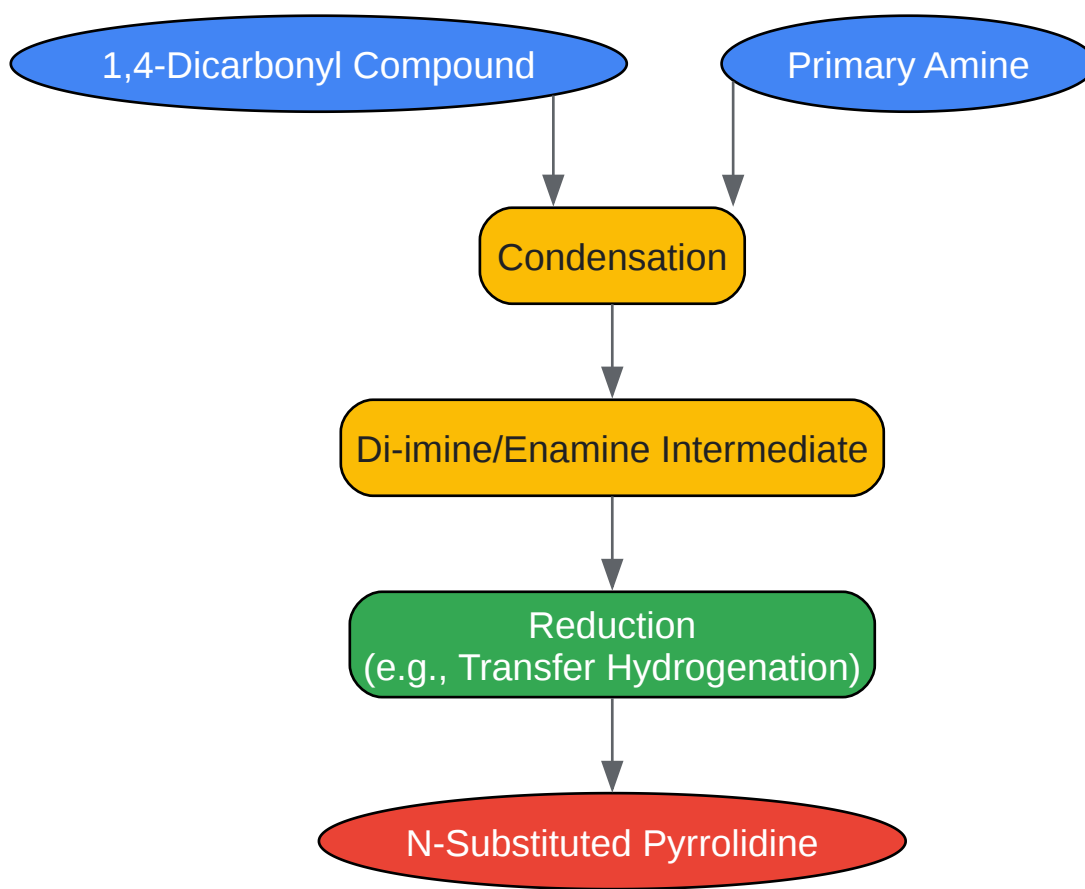 1,4-Dicarbonyl Compound
Primary Amine
Condensation
Di-imine/Enamine Intermediate
Reduction
(e.g., Transfer Hydrogenation)
N-Substituted Pyrrolidine